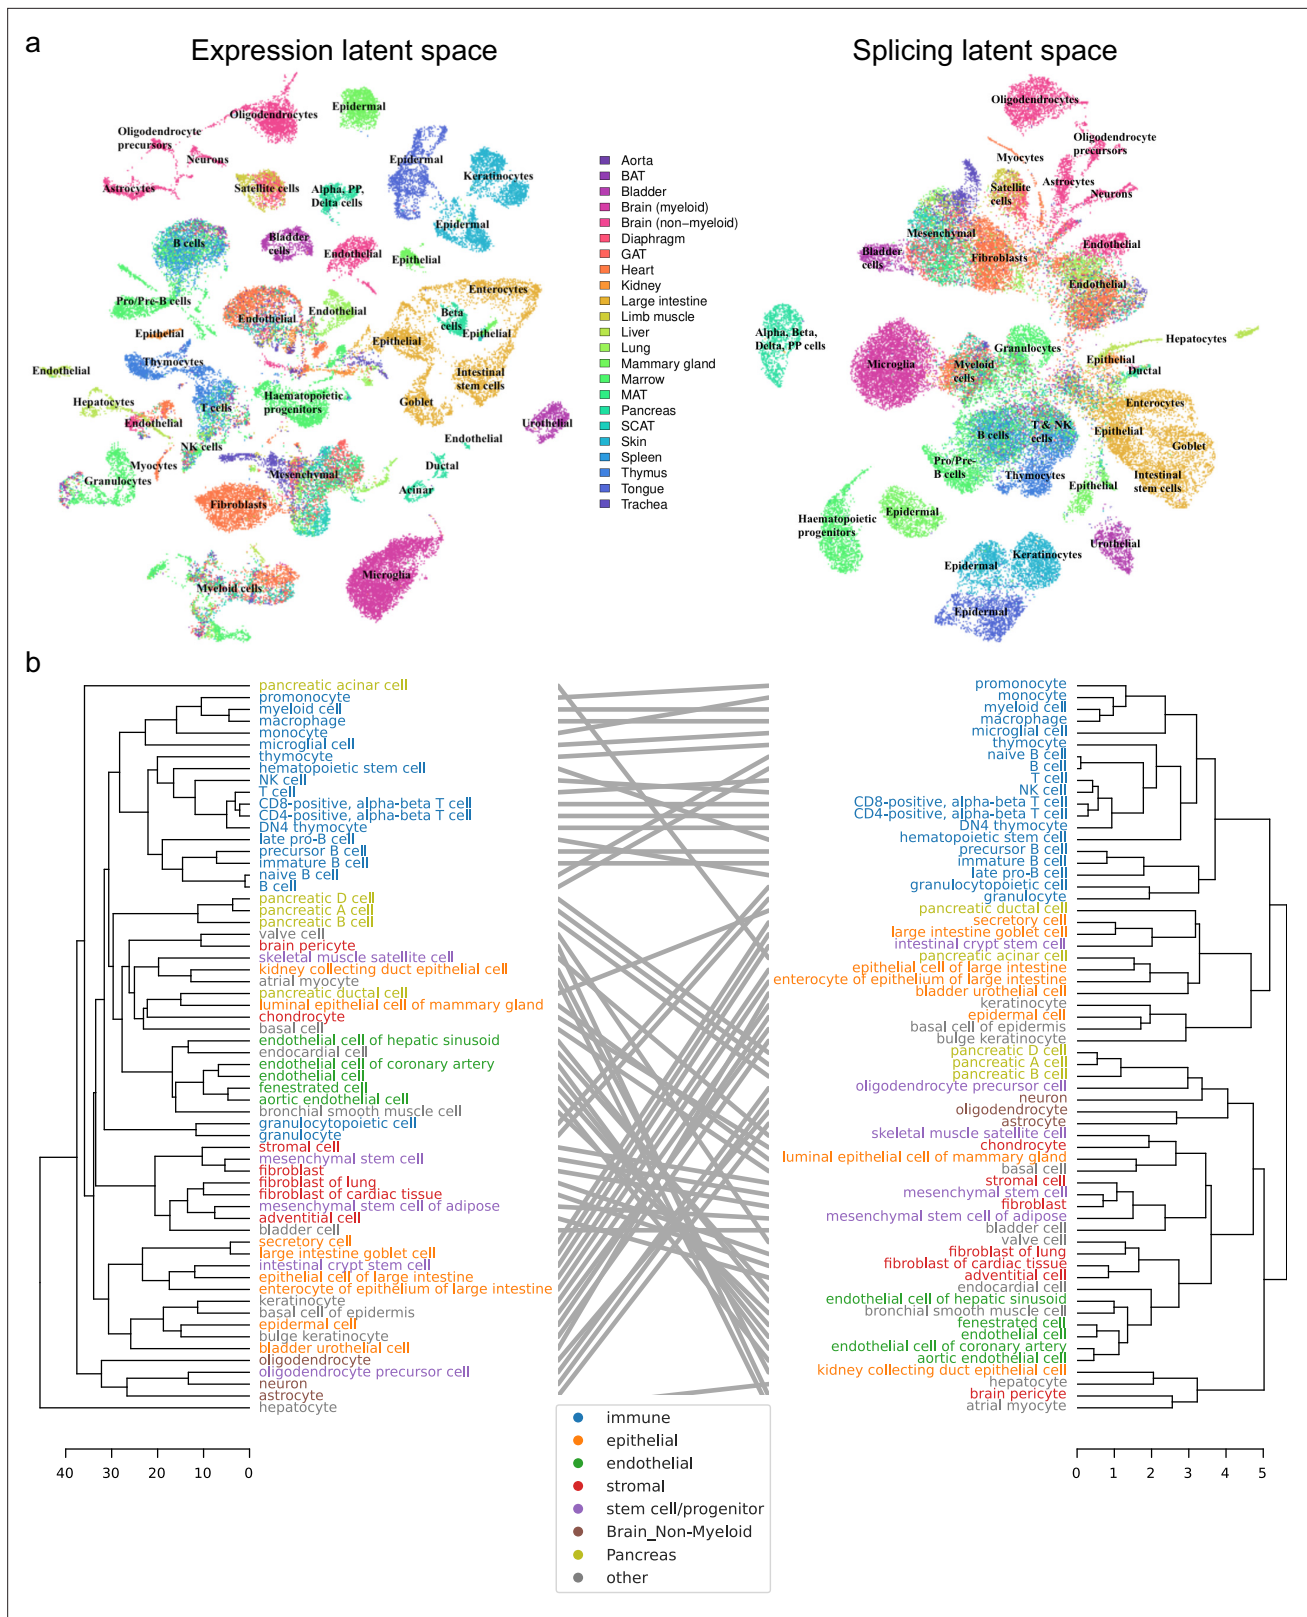 a
Expression latent space
Splicing latent space
Oligodendrocytes
Epidermal
Oligodendrocyte
precursors
Neurons
Astrocytes
Satellite cells
Alpha, PP,
Delta cells
Epidermal
Keratinocytes
Epidermal
B cells
Bladder
cells
Endothelial
Epithelial
Pro/Pre-B cells
Enterocytes
Endothelial
Endothelial
Beta
cells
Epithelial
Epithelial
Epithelial
Thymocytes
Endothelial
Intestinal
stem cells
Hepatocytes
T cells
Haematopoietic
progenitors
Goblet
Endothelial
Urothelial
NK cells
Endothelial
Myocytes
Granulocytes
Mesenchymal
Ductal
Acinar
Fibroblasts
Myeloid cells
Microglia
Aorta
BAT
Bladder
Brain (myeloid)
Brain (non-myeloid)
Diaphragm
GAT
Heart
Kidney
Large intestine
Limb muscle
Liver
Lung
Mammary gland
Marrow
MAT
Pancreas
SCAT
Skin
Spleen
Thymus
Tongue
Trachea
Oligodendrocytes
Oligodendrocyte
precursors
Myocytes
Satellite
cells
Astrocytes
Neurons
Mesenchymal
Bladder
cells
Fibroblasts
Endothelial
Endothelial
Alpha, Beta,
Delta, PP cells
Granulocytes
Hepatocytes
Microglia
Myeloid
cells
Epithelial
Ductal
Enterocytes
B cells
T & NK
cells
Epithelial
Goblet
Pro/Pre-
B cells
Thymocytes
Intestinal
stem cells
Epithelial
Haematopoietic
progenitors
Epidermal
Urothelial
Keratinocytes
Epidermal
Epidermal
b
pancreatic acinar cell
promonocyte
myeloid cell
macrophage
monocyte
microglial cell
thymocyte
hematopoietic stem cell
NK cell
T cell
CD8-positive, alpha-beta T cell
CD4-positive, alpha-beta T cell
DN4 thymocyte
late pro-B cell
precursor B cell
immature B cell
naive B cell
B cell
pancreatic D cell
pancreatic A cell
pancreatic B cell
valve cell
brain pericyte
skeletal muscle satellite cell
kidney collecting duct epithelial cell
atrial myocyte
pancreatic ductal cell
luminal epithelial cell of mammary gland
chondrocyte
basal cell
endothelial cell of hepatic sinusoid
endocardial cell
endothelial cell of coronary artery
endothelial cell
fenestrated cell
aortic endothelial cell
bronchial smooth muscle cell
granulocytopoietic cell
granulocyte
stromal cell
mesenchymal stem cell
fibroblast
fibroblast of lung
fibroblast of cardiac tissue
mesenchymal stem cell of adipose
adventitial cell
bladder cell
secretory cell
large intestine goblet cell
intestinal crypt stem cell
epithelial cell of large intestine
enterocyte of epithelium of large intestine
keratinocyte
basal cell of epidermis
epidermal cell
bulge keratinocyte
bladder urothelial cell
oligodendrocyte
oligodendrocyte precursor cell
neuron
astrocyte
hepatocyte
40 30 20 10 0
promonocyte
monocyte
myeloid cell
macrophage
microglial cell
thymocyte
naive B cell
B cell
T cell
NK cell
CD8-positive, alpha-beta T cell
CD4-positive, alpha-beta T cell
DN4 thymocyte
hematopoietic stem cell
precursor B cell
immature B cell
late pro-B cell
granulocytopoietic cell
granulocyte
pancreatic ductal cell
secretory cell
large intestine goblet cell
intestinal crypt stem cell
pancreatic acinar cell
epithelial cell of large intestine
enterocyte of epithelium of large intestine
bladder urothelial cell
keratinocyte
epidermal cell
basal cell of epidermis
bulge keratinocyte
pancreatic D cell
pancreatic A cell
pancreatic B cell
oligodendrocyte precursor cell
neuron
oligodendrocyte
astrocyte
skeletal muscle satellite cell
chondrocyte
luminal epithelial cell of mammary gland
basal cell
stromal cell
mesenchymal stem cell
fibroblast
mesenchymal stem cell of adipose
bladder cell
valve cell
fibroblast of lung
fibroblast of cardiac tissue
adventitial cell
endocardial cell
endothelial cell of hepatic sinusoid
bronchial smooth muscle cell
fenestrated cell
endothelial cell
endothelial cell of coronary artery
aortic endothelial cell
kidney collecting duct epithelial cell
hepatocyte
brain pericyte
atrial myocyte
0 1 2 3 4 5
immune
epithelial
endothelial
stromal
stem cell/progenitor
Brain_Non-Myeloid
Pancreas
other